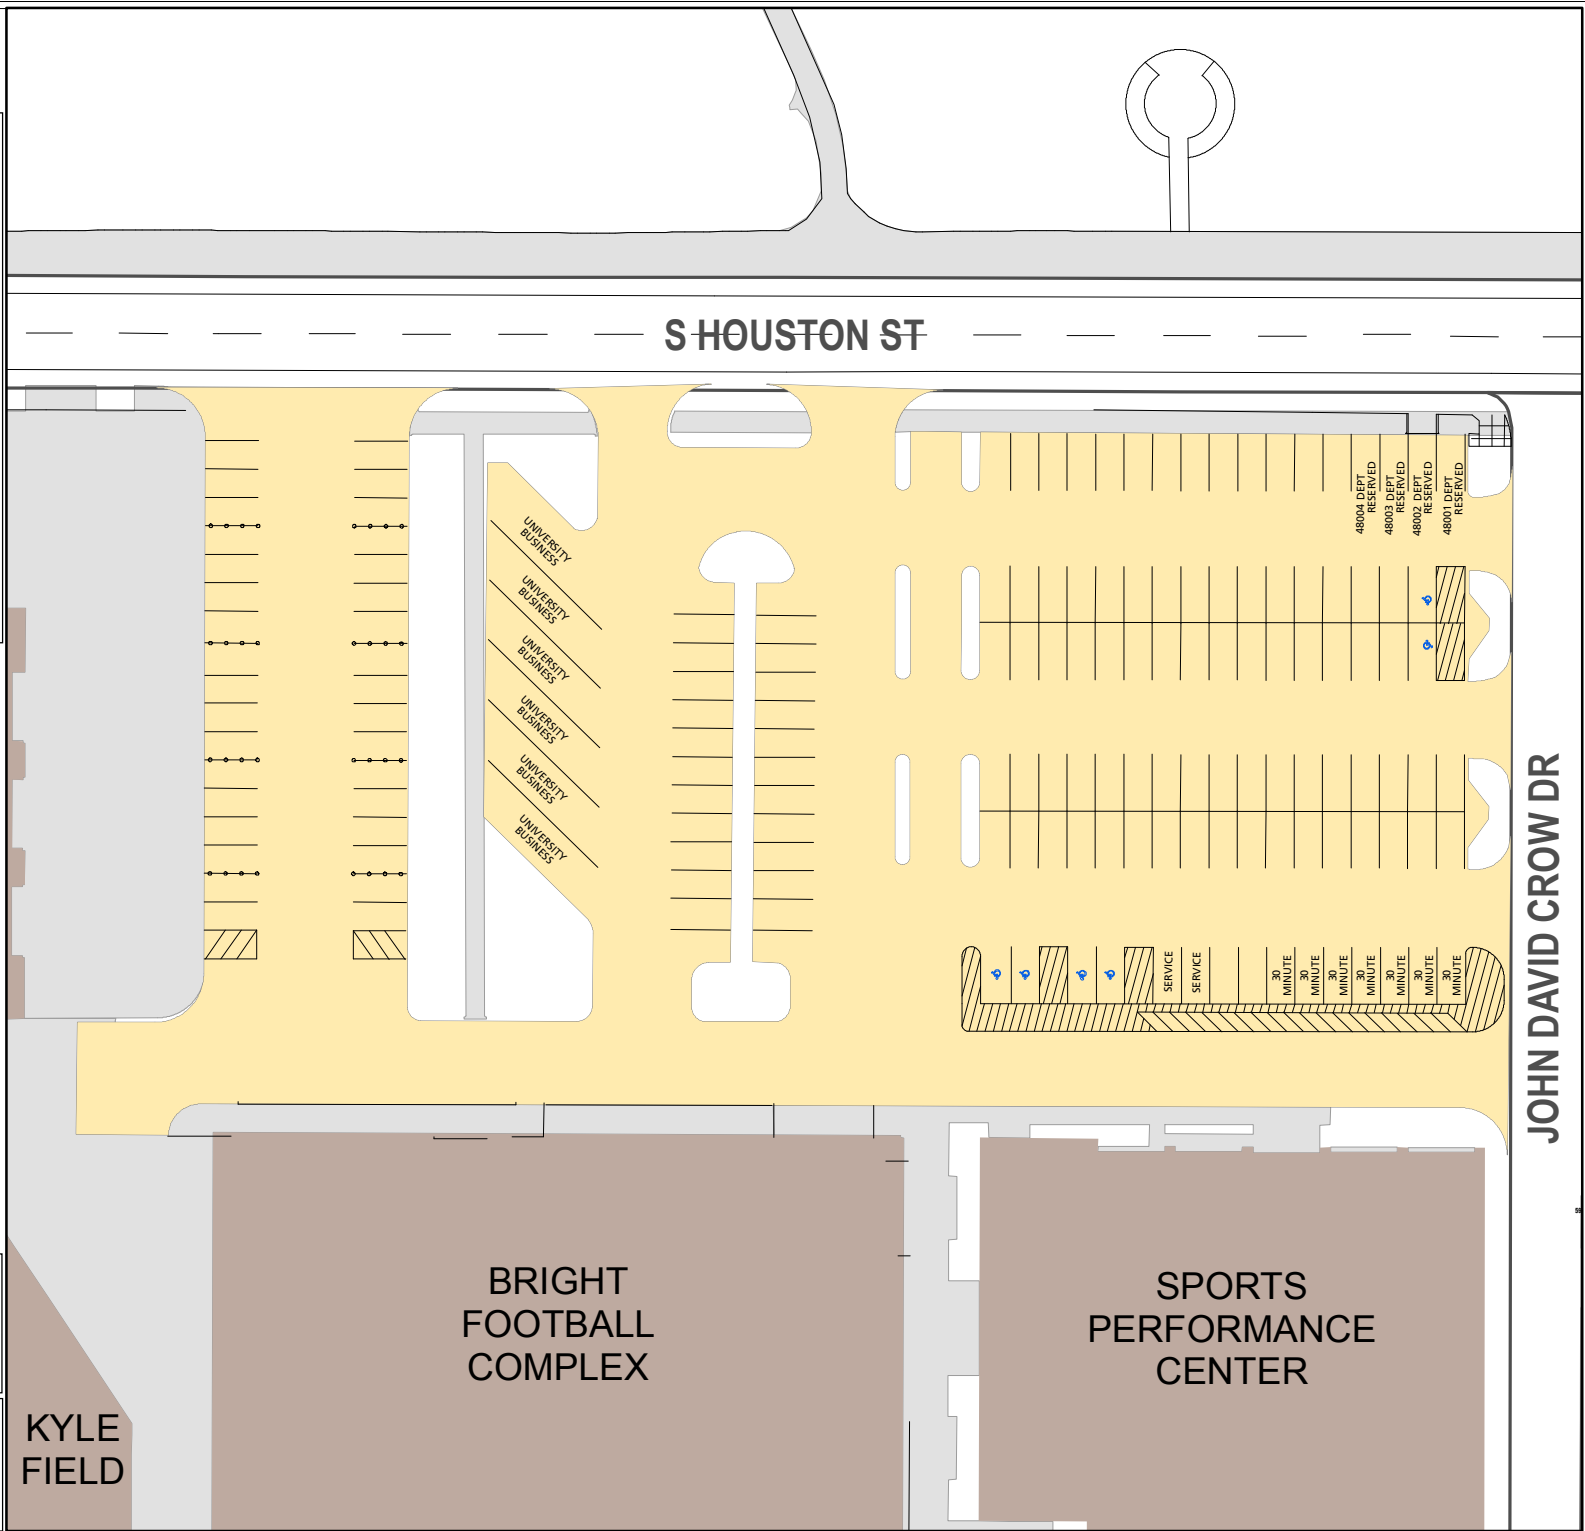 S HOUSTON ST
48004 DEPT
RESERVED
48003 DEPT
RESERVED
48002 DEPT
RESERVED
48001 DEPT
RESERVED
UNIVERSITY
BUSINESS
UNIVERSITY
BUSINESS
UNIVERSITY
BUSINESS
UNIVERSITY
BUSINESS
UNIVERSITY
BUSINESS
UNIVERSITY
BUSINESS
SERVICE
SERVICE
30
MINUTE
30
MINUTE
30
MINUTE
30
MINUTE
30
MINUTE
30
MINUTE
30
MINUTE
JOHN DAVID CROW DR
BRIGHT
FOOTBALL
COMPLEX
SPORTS
PERFORMANCE
CENTER
KYLE
FIELD